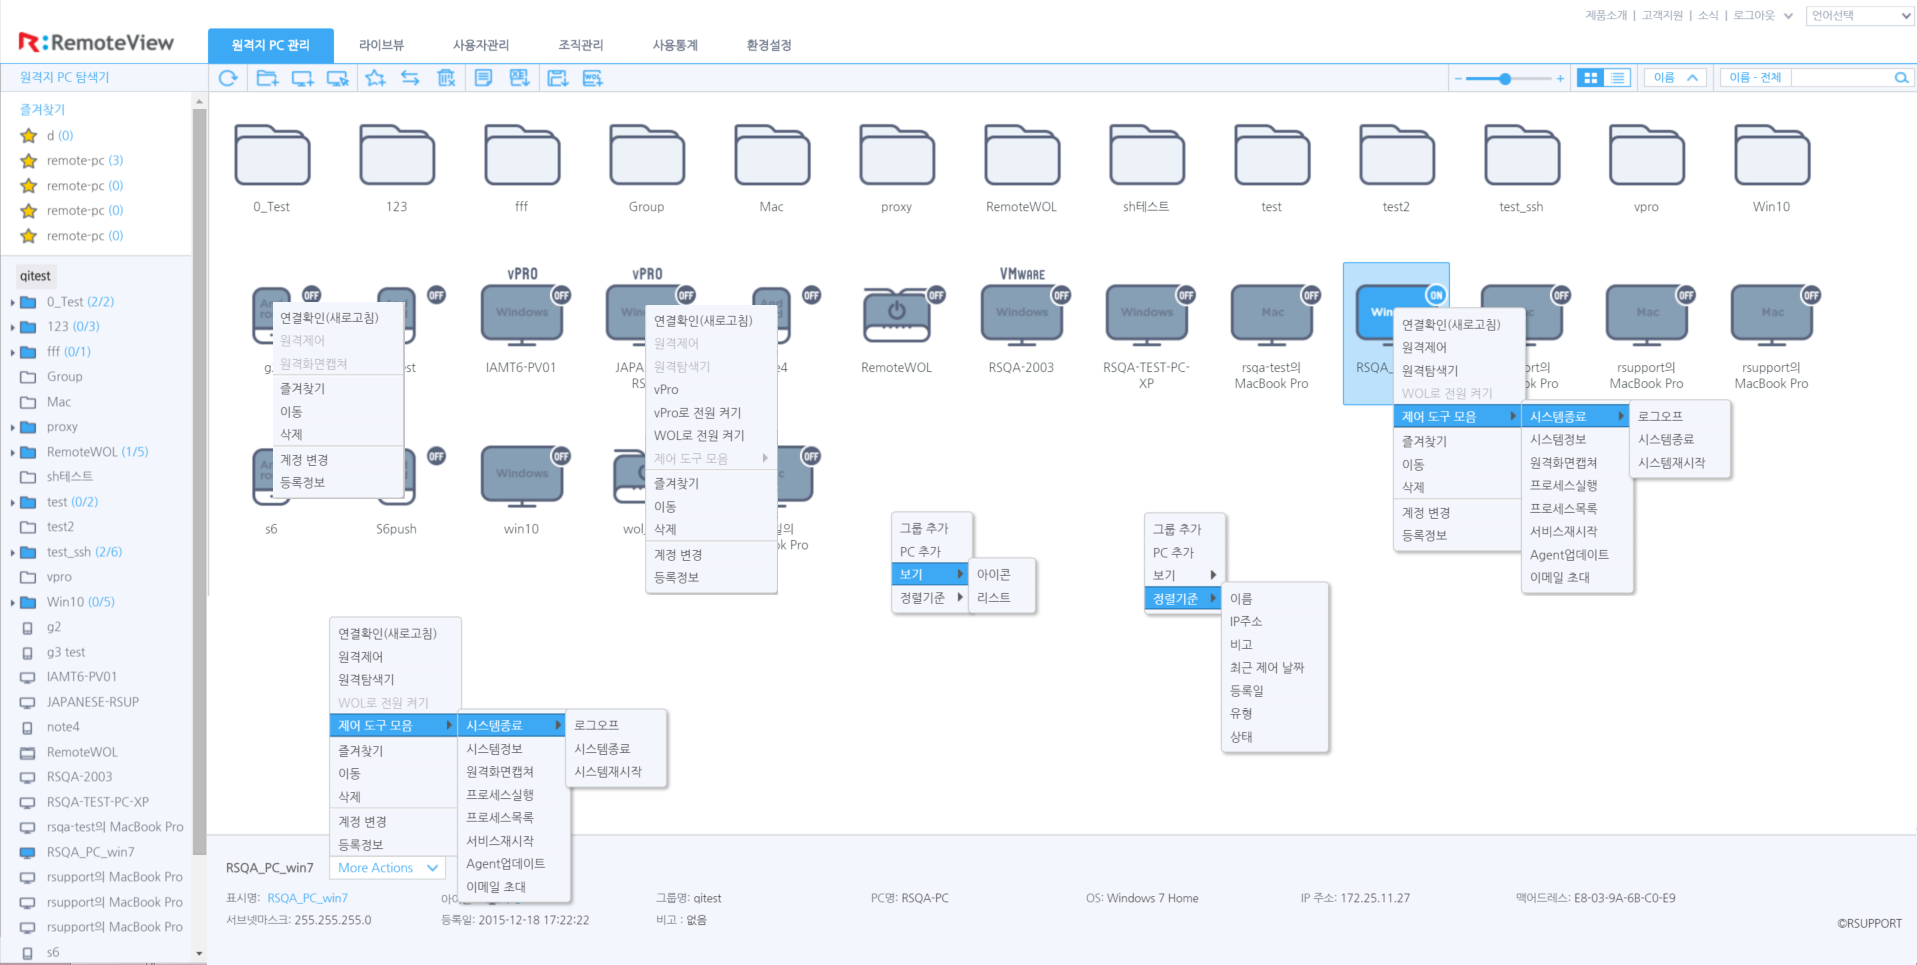 제품소개 | 고객지원 | 소식 | 로그아웃
언어선택
RemoteView
원격지 PC 관리
라이브뷰
사용자관리
조직관리
사용통계
환경설정
원격지 PC 탐색기
WOL
이름
이름 - 전체
즐겨찾기
d (0)
remote-pc (3)
remote-pc (0)
remote-pc (0)
remote-pc (0)
qitest
0_Test (2/2)
123 (0/3)
fff (0/1)
Group
Mac
proxy
RemoteWOL (1/5)
sh테스트
test (0/2)
test2
test_ssh (2/6)
vpro
Win10 (0/5)
g2
g3 test
IAMT6-PV01
JAPANESE-RSUP
note4
RemoteWOL
RSQA-2003
RSQA-TEST-PC-XP
rsqa-test의 MacBook Pro
RSQA_PC_win7
rsupport의 MacBook Pro
rsupport의 MacBook Pro
rsupport의 MacBook Pro
s6
0_Test
123
fff
Group
Mac
proxy
RemoteWOL
sh테스트
test
test2
test_ssh
vpro
Win10
OFF
OFF
vPRO
OFF
Windows
IAMT6-PV01
vPRO
OFF
Win
JAPA
RS
OFF
e4
OFF
RemoteWOL
VMWARE
OFF
Windows
RSQA-2003
OFF
Windows
RSQA-TEST-PC-
XP
OFF
Mac
rsqa-test의
MacBook Pro
ON
Win
RSQA_
OFF
ort의
ok Pro
OFF
Mac
rsupport의
MacBook Pro
OFF
Mac
rsupport의
MacBook Pro
s6
OFF
S6push
OFF
Windows
win10
wol
OFF
의
ok Pro
연결확인(새로고침)
원격제어
원격화면캡쳐
즐겨찾기
이동
삭제
계정 변경
등록정보
연결확인(새로고침)
원격제어
원격탐색기
vPro
vPro로 전원 켜기
WOL로 전원 켜기
제어 도구 모음
즐겨찾기
이동
삭제
계정 변경
등록정보
그룹 추가
PC 추가
보기
정렬기준
아이콘
리스트
그룹 추가
PC 추가
보기
정렬기준
이름
IP주소
비고
최근 제어 날짜
등록일
유형
상태
연결확인(새로고침)
원격제어
원격탐색기
WOL로 전원 켜기
제어 도구 모음
즐겨찾기
이동
삭제
계정 변경
등록정보
시스템종료
시스템정보
원격화면캡쳐
프로세스실행
프로세스목록
서비스재시작
Agent업데이트
이메일 초대
로그오프
시스템종료
시스템재시작
연결확인(새로고침)
원격제어
원격탐색기
WOL로 전원 켜기
제어 도구 모음
즐겨찾기
이동
삭제
계정 변경
등록정보
시스템종료
시스템정보
원격화면캡쳐
프로세스실행
프로세스목록
서비스재시작
Agent업데이트
이메일 초대
로그오프
시스템종료
시스템재시작
RSQA_PC_win7
More Actions
표시명: RSQA_PC_win7
그룹명: qitest
PC명: RSQA-PC
OS: Windows 7 Home
IP 주소: 172.25.11.27
맥어드레스: E8-03-9A-6B-C0-E9
서브넷마스크: 255.255.255.0
등록일: 2015-12-18 17:22:22
비고 : 없음
©RSUPPORT